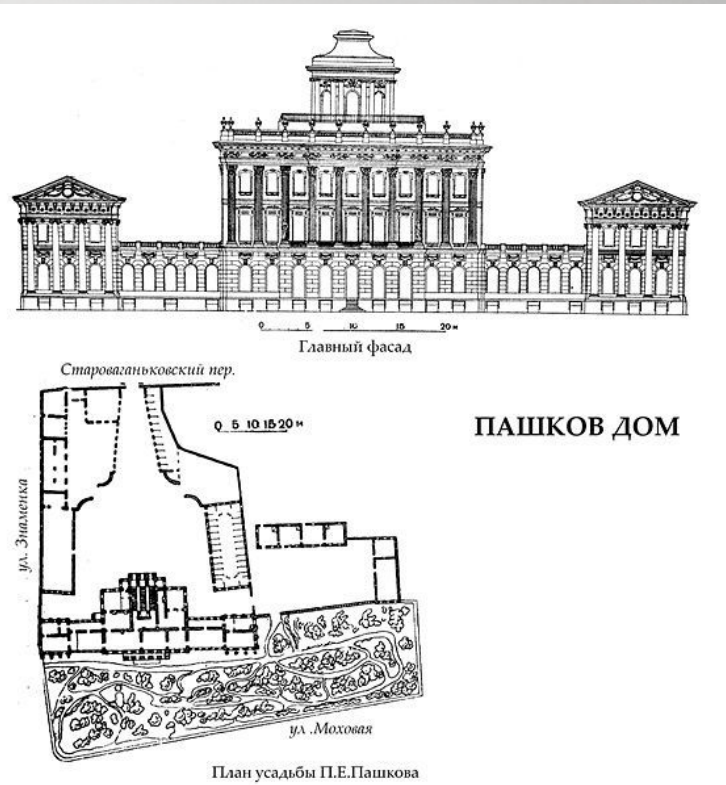 0 5 10 15 20 м
Главный фасад
Староваганьковский пер.
0 5 10 15 20 м
ПАШКОВ ДОМ
ул. Знаменка
ул .Моховая
План усадьбы П.Е.Пашкова